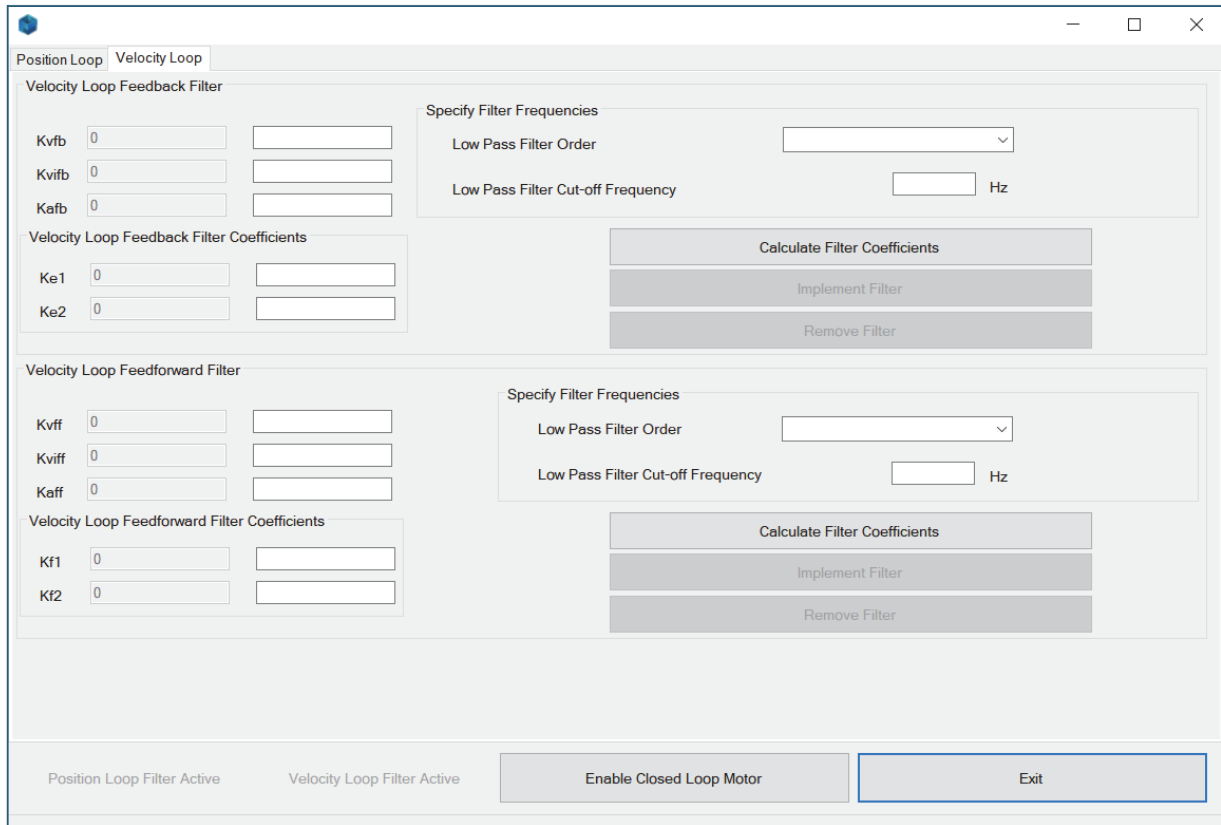 Position Loop Velocity Loop
Velocity Loop Feedback Filter
Specify Filter Frequencies
Kvfb 0
Low Pass Filter Order
Kvifb 0
Low Pass Filter Cut-off Frequency Hz
Kafb 0
Velocity Loop Feedback Filter Coefficients
Calculate Filter Coefficients
Ke1 0
Implement Filter
Ke2 0
Remove Filter
Velocity Loop Feedforward Filter
Specify Filter Frequencies
Kvff 0
Low Pass Filter Order
Kviff 0
Low Pass Filter Cut-off Frequency Hz
Kaff 0
Velocity Loop Feedforward Filter Coefficients
Calculate Filter Coefficients
Kf1 0
Implement Filter
Kf2 0
Remove Filter
Position Loop Filter Active Velocity Loop Filter Active Enable Closed Loop Motor Exit